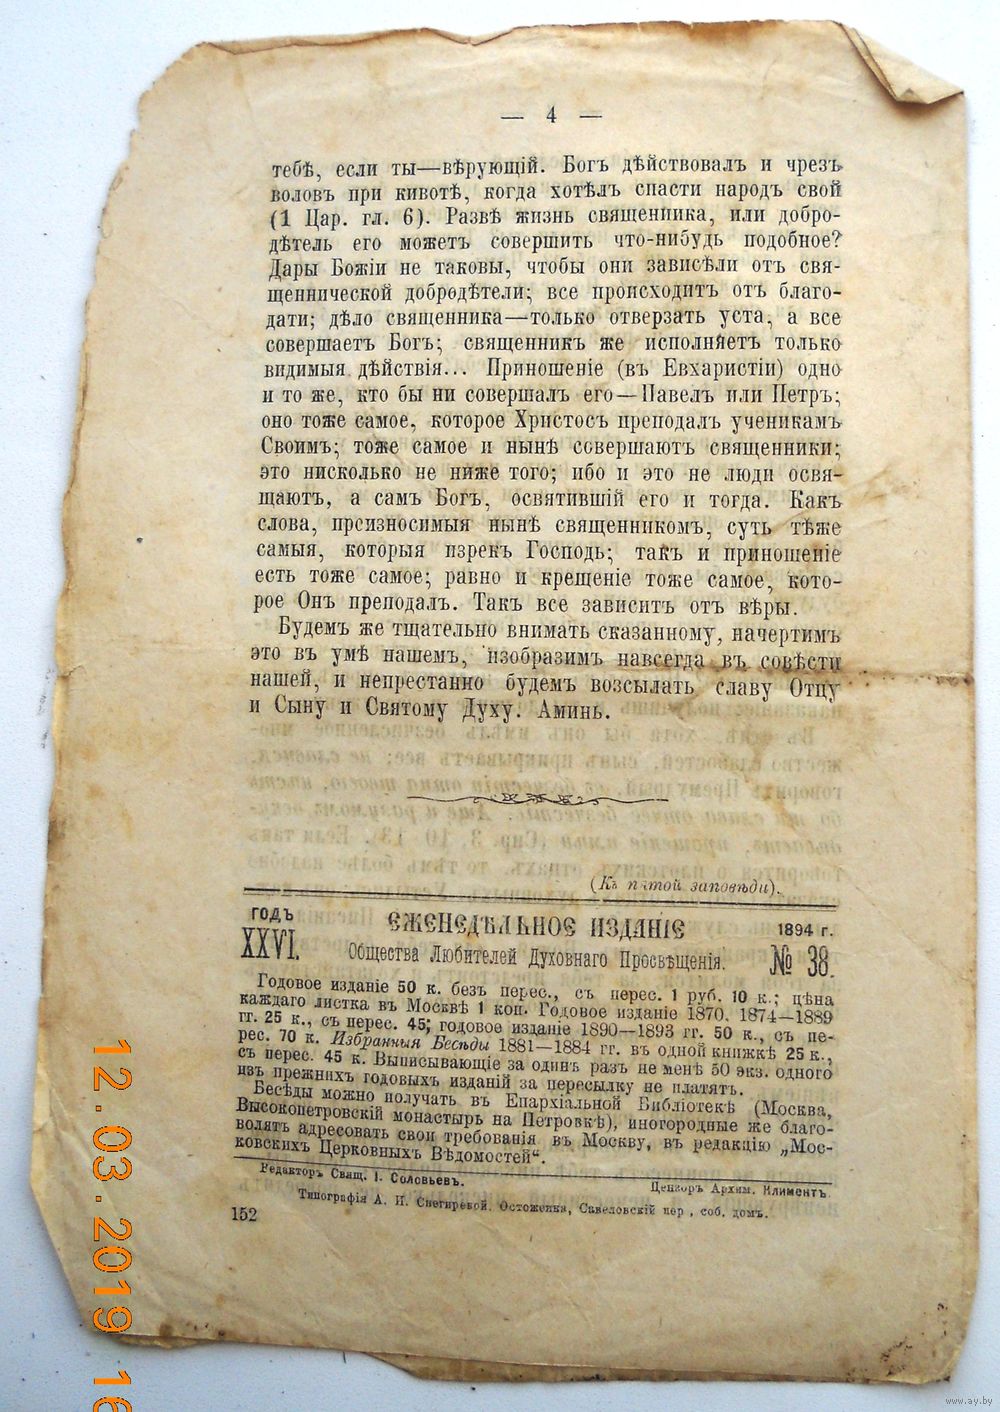 — 4 —
тебѣ, если ты—вѣрующій. Богъ дѣйствовалъ и чрезъ
воловъ при кивотѣ, когда хотѣлъ спасти народъ свой
(1 Цар. гл. 6). Развѣ жизнь священника, или добро-
дѣтель его можетъ совершить что-нибудь подобное?
Дары Божіи не таковы, чтобы они зависѣли отъ свя-
щеннической добродѣтели; все происходитъ отъ благо-
дати; дѣло священника—только отверзать уста, а все
совершаетъ Богъ; священникъ же исполняетъ только
видимыя дѣйствія... Приношеніе (въ Евхаристіи) одно
и то же, кто бы ни совершалъ его—Павелъ или Петръ;
оно тоже самое, которое Христосъ преподалъ ученикамъ
Своимъ; тоже самое и нынѣ совершаютъ священники;
это нисколько не ниже того; ибо и это не люди освя-
щаютъ, а самъ Богъ, освятившій его и тогда. Какъ
слова, произносимыя нынѣ священникомъ, суть тѣже
самыя, которыя изрекъ Господь; такъ и приношеніе
есть тоже самое; равно и крещеніе тоже самое, кото-
рое Онъ преподалъ. Такъ все зависитъ отъ вѣры.
Будемъ же тщательно внимать сказанному, начертимъ
это въ умѣ нашемъ, изобразимъ навсегда въ совѣсти
нашей, и непрестанно будемъ возсылать славу Отцу
и Сыну и Святому Духу. Аминь.
(Къ пятой заповѣди).
ГОДЪ
XXVI.
ЕЖЕНЕДѢЛЬНОЕ ИЗДАНІЕ
Общества Любителей Духовнаго Просвѣщенія.
1894 г.
№ 38.
Годовое изданіе 50 к. безъ перес., съ перес. 1 руб. 10 к.; цѣна
каждаго листка въ Москвѣ 1 коп. Годовое изданіе 1870. 1874—1889
гг. 25 к., съ перес. 45; годовое изданіе 1890—1893 гг. 50 к., съ пе-
рес. 70 к. Избранныя Бесѣды 1881—1884 гг. въ одной книжкѣ 25 к.,
съ перес. 45 к. Выписывающіе за одинъ разъ не менѣ 50 экз. одного
изъ прежнихъ годовыхъ изданій за пересылку не платятъ.
Бесѣды можно получать въ Епархіальной Библіотекѣ (Москва,
Высокопетровскій монастырь на Петровкѣ), иногородные же благо-
волятъ адресовать свои требованія въ Москву, въ редакцію „Мос-
ковскихъ Церковныхъ Вѣдомостей“.
Редакторъ Свящ. І. Соловьевъ.
Цензоръ Архим. Климентъ
Типографія А. И. Снегиревой. Остоженка, Савеловскій пер , соб. домъ.
152
12.03.2019 16
www.ay.by